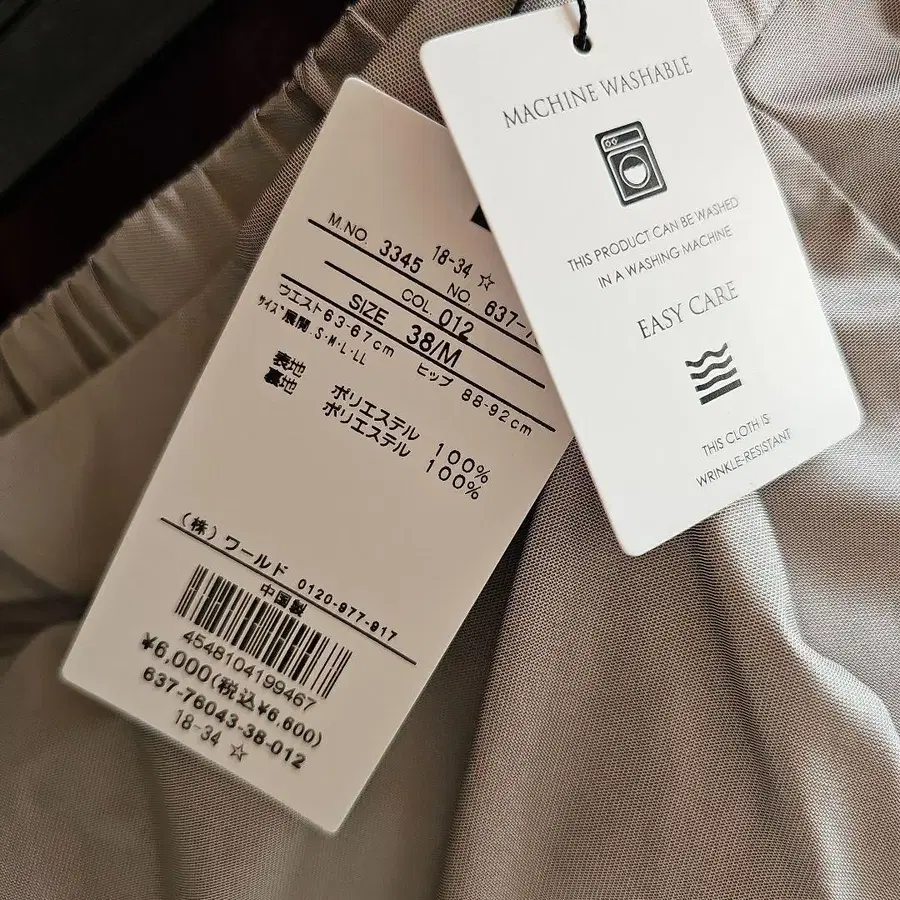 M.NO. 3345 18-34 ☆
NO. 637-7
COL. 012
SIZE 38/M
ウエスト63-67cm ヒップ 88-92cm
サイズ展開 S・M・L・LL
表地 ポリエステル 100%
裏地 ポリエステル 100%
(株)ワールド 0120-977-917
中国製
4548104199467
¥6,000(税込¥6,600)
637-76043-38-012
18-34 ☆
MACHINE WASHABLE
THIS PRODUCT CAN BE WASHED
IN A WASHING MACHINE
EASY CARE
THIS CLOTH IS
WRINKLE-RESISTANT